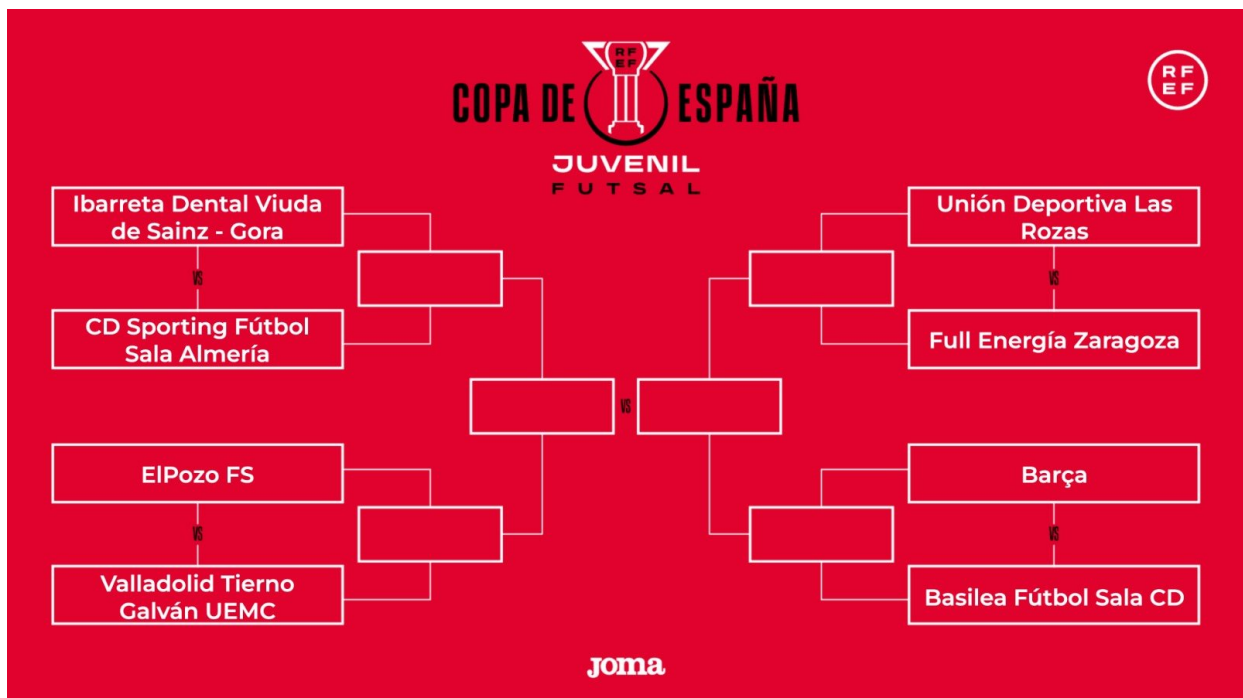 RF
EF
COPA DE ESPAÑA
JUVENIL
FUTSAL
RF
EF
Ibarreta Dental Viuda
de Sainz - Gora
VS
CD Sporting Fútbol
Sala Almería
ElPozo FS
VS
Valladolid Tierno
Galván UEMC
VS
Unión Deportiva Las
Rozas
VS
Full Energía Zaragoza
Barça
VS
Basilea Fútbol Sala CD
Joma